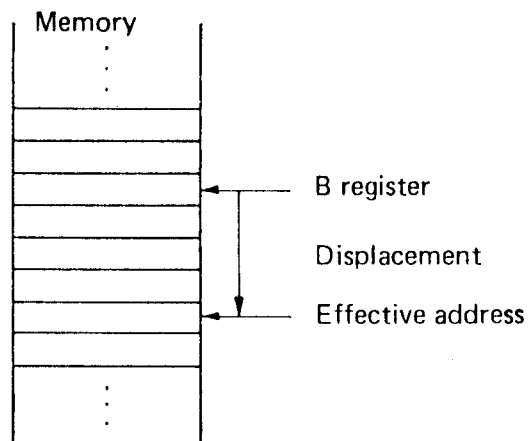 Memory
B register
Displacement
Effective address